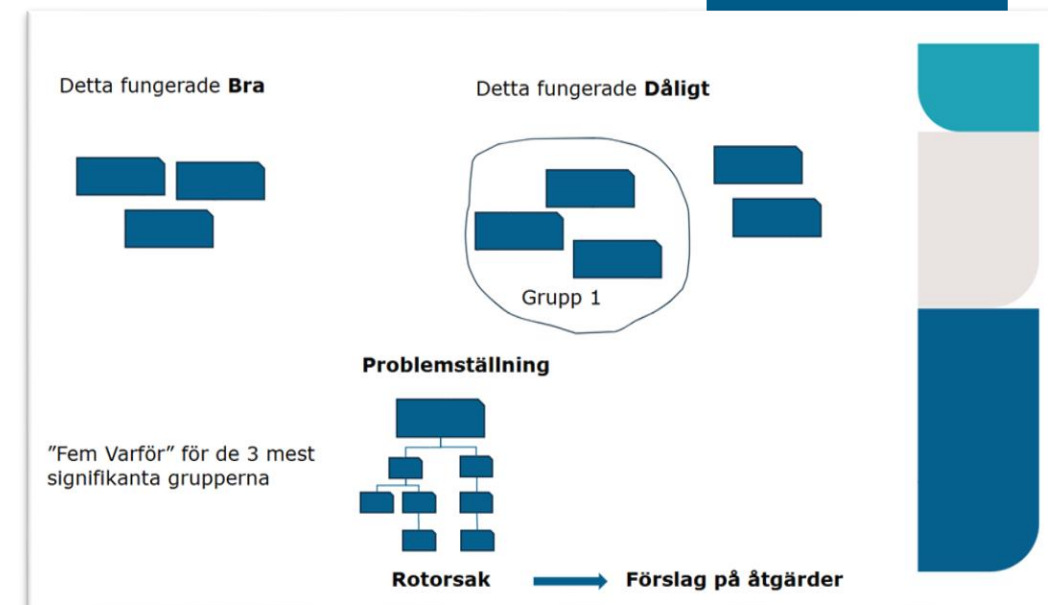 Detta fungerade Bra
Detta fungerade Dåligt
Grupp 1
Problemställning
”Fem Varför” för de 3 mest
signifikanta grupperna
Rotorsak
Förslag på åtgärder